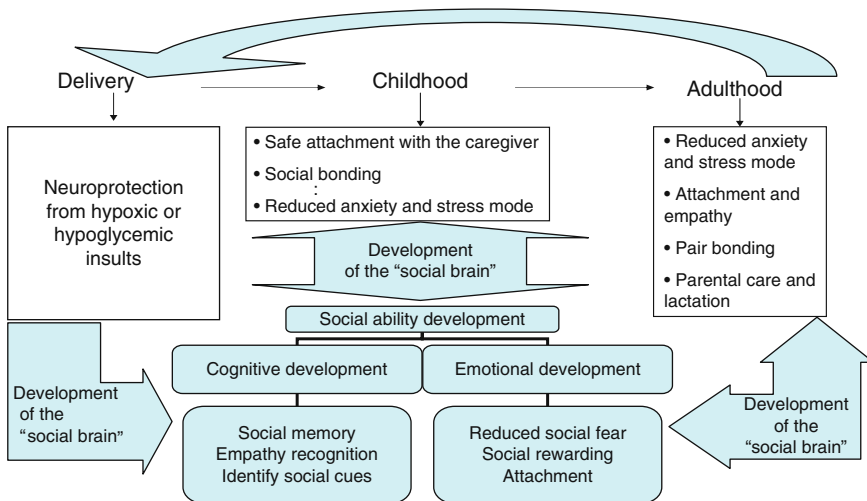 Delivery
Childhood
Adulthood
Neuroprotection
from hypoxic or
hypoglycemic
insults
• Safe attachment with the caregiver
• Social bonding
:
• Reduced anxiety and stress mode
• Reduced anxiety
and stress mode
• Attachment and
empathy
• Pair bonding
• Parental care and
lactation
Development
of the “social brain”
Social ability development
Cognitive development
Emotional development
Development
of the
“social brain”
Social memory
Empathy recognition
Identify social cues
Reduced social fear
Social rewarding
Attachment
Development
of the
“social brain”